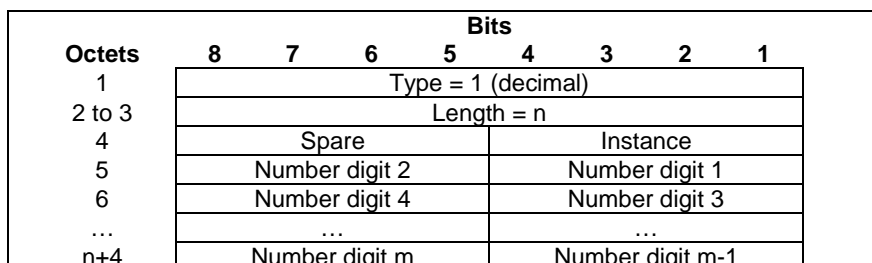 Bits
Octets 8 7 6 5 4 3 2 1
1 Type = 1 (decimal)
2 to 3 Length = n
4 Spare Instance
5 Number digit 2 Number digit 1
6 Number digit 4 Number digit 3
… … …
n+4 Number digit m Number digit m-1